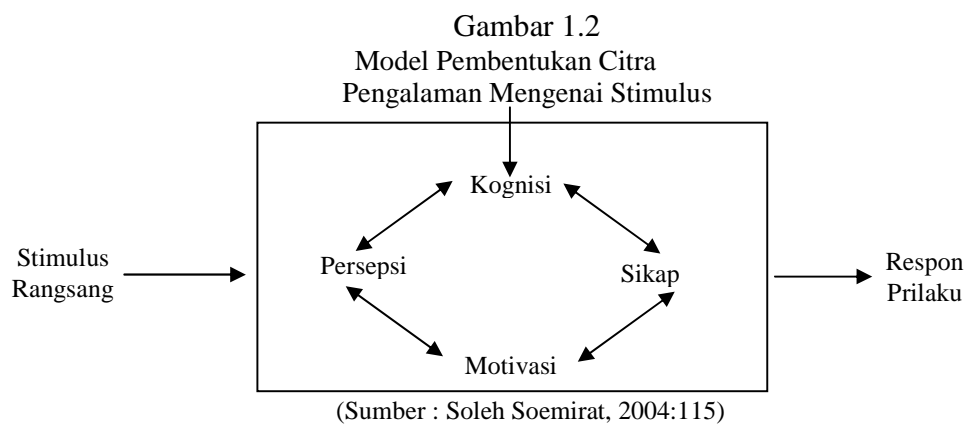 Gambar 1.2
Model Pembentukan Citra
Pengalaman Mengenai Stimulus
Kognisi
Stimulus
Rangsang
Persepsi
Sikap
Respon
Prilaku
Motivasi
(Sumber : Soleh Soemirat, 2004:115)